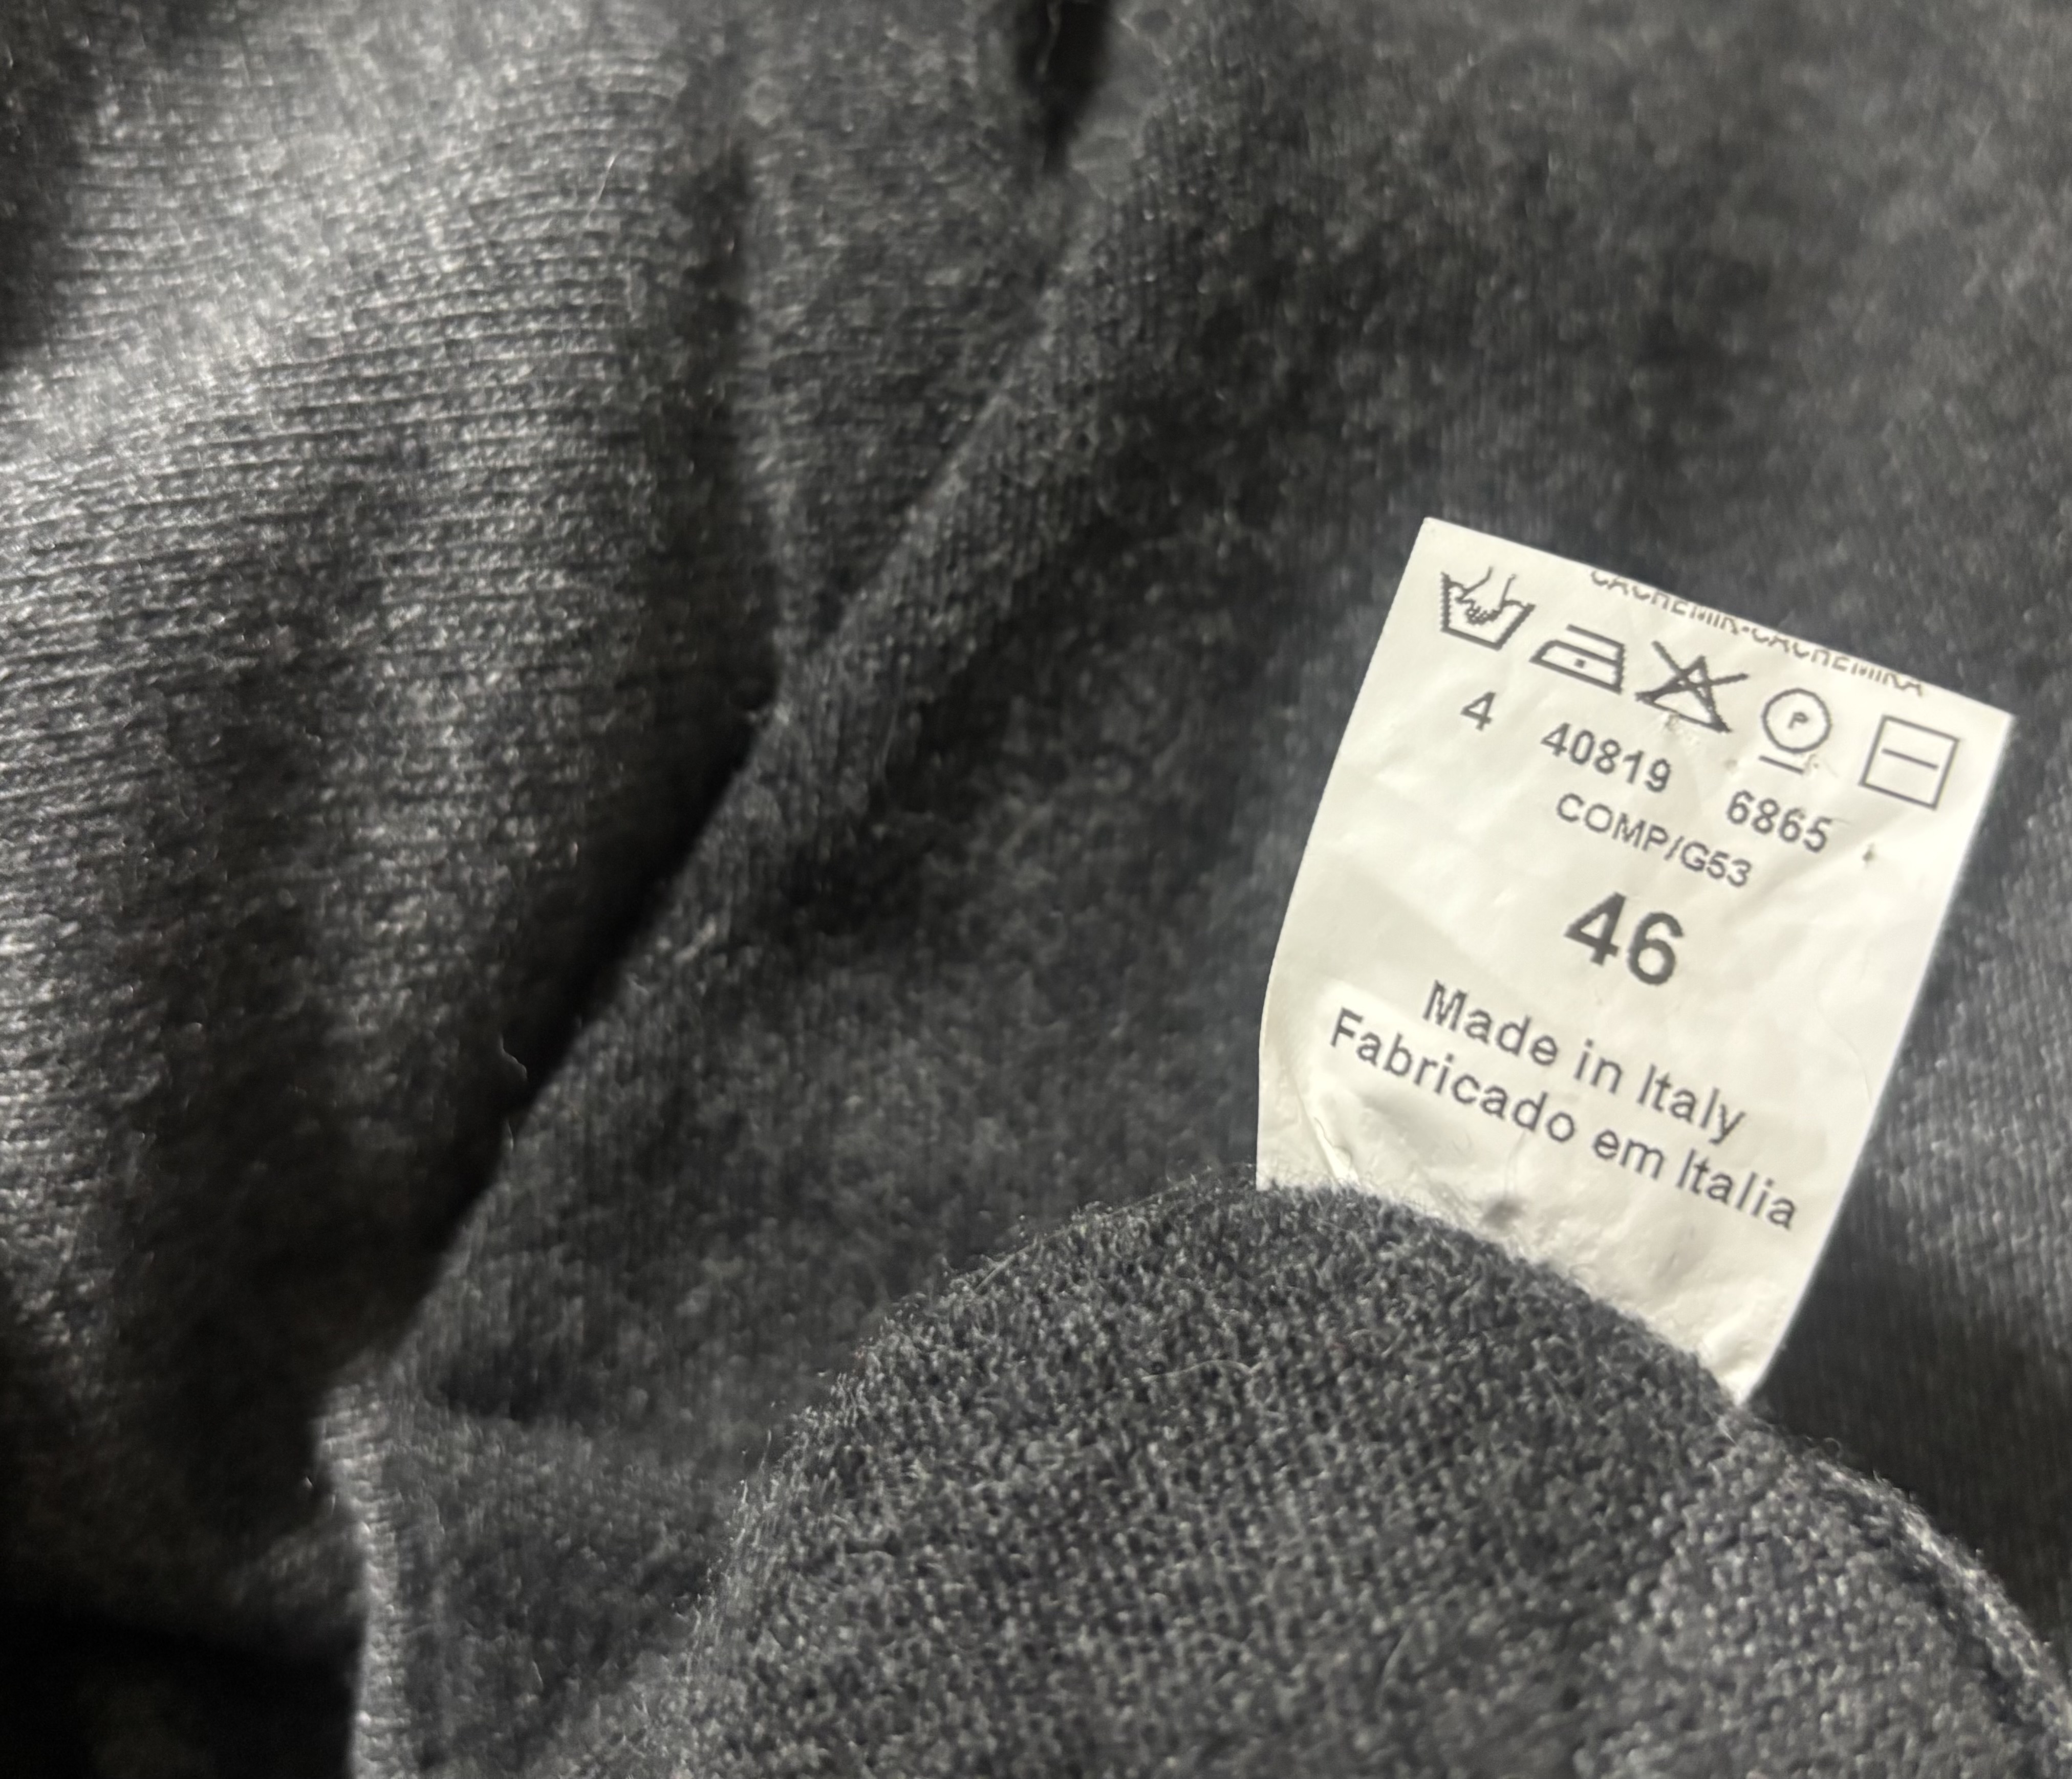 CACHEMIR-CACHEMIRA
P
4 40819 6865
COMP/G53
46
Made in Italy
Fabricado em Italia